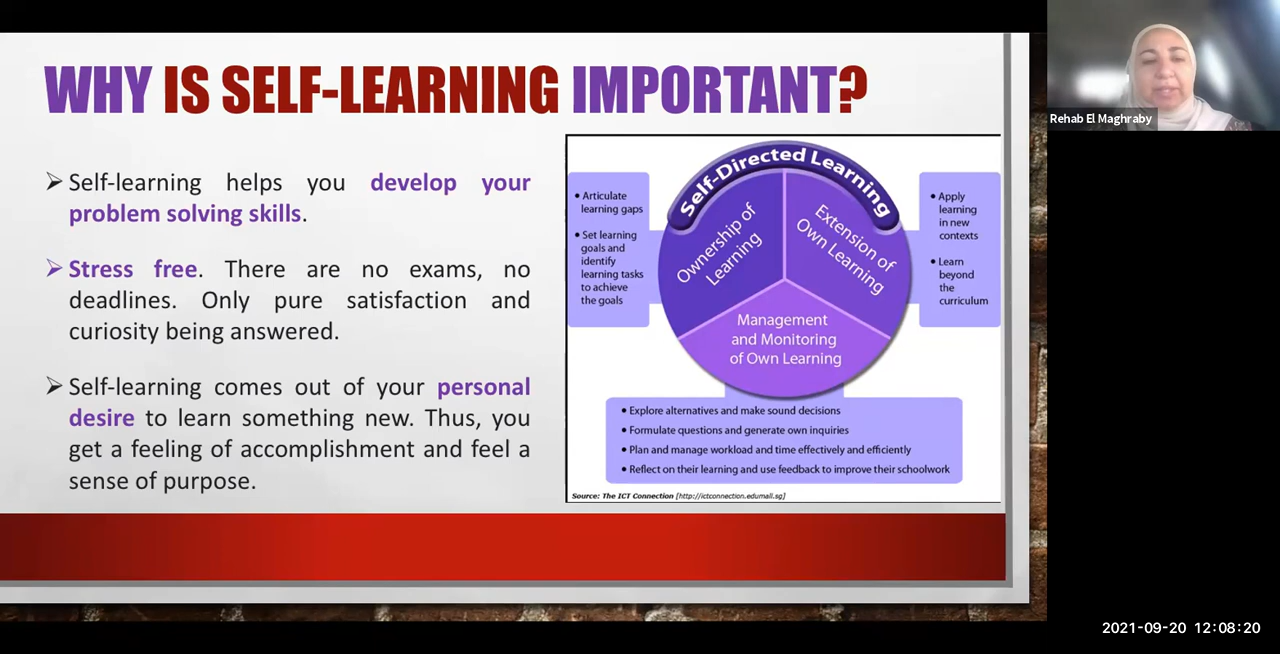 WHY IS SELF-LEARNING IMPORTANT?
Self-learning helps you develop your
problem solving skills.
Stress free. There are no exams, no
deadlines. Only pure satisfaction and
curiosity being answered.
Self-learning comes out of your personal
desire to learn something new. Thus, you
get a feeling of accomplishment and feel a
sense of purpose.
Self-Directed Learning
• Articulate
learning gaps
• Set learning
goals and
identify
learning tasks
to achieve
the goals
Ownership of
Learning
Extension of
Own Learning
• Apply
learning
in new
contexts
• Learn
beyond
the
curriculum
Management
and Monitoring
of Own Learning
• Explore alternatives and make sound decisions
• Formulate questions and generate own inquiries
• Plan and manage workload and time effectively and efficiently
• Reflect on their learning and use feedback to improve their schoolwork
Source: The ICT Connection [http://ictconnection.edumall.sg]
Rehab El Maghraby
2021-09-20 12:08:20